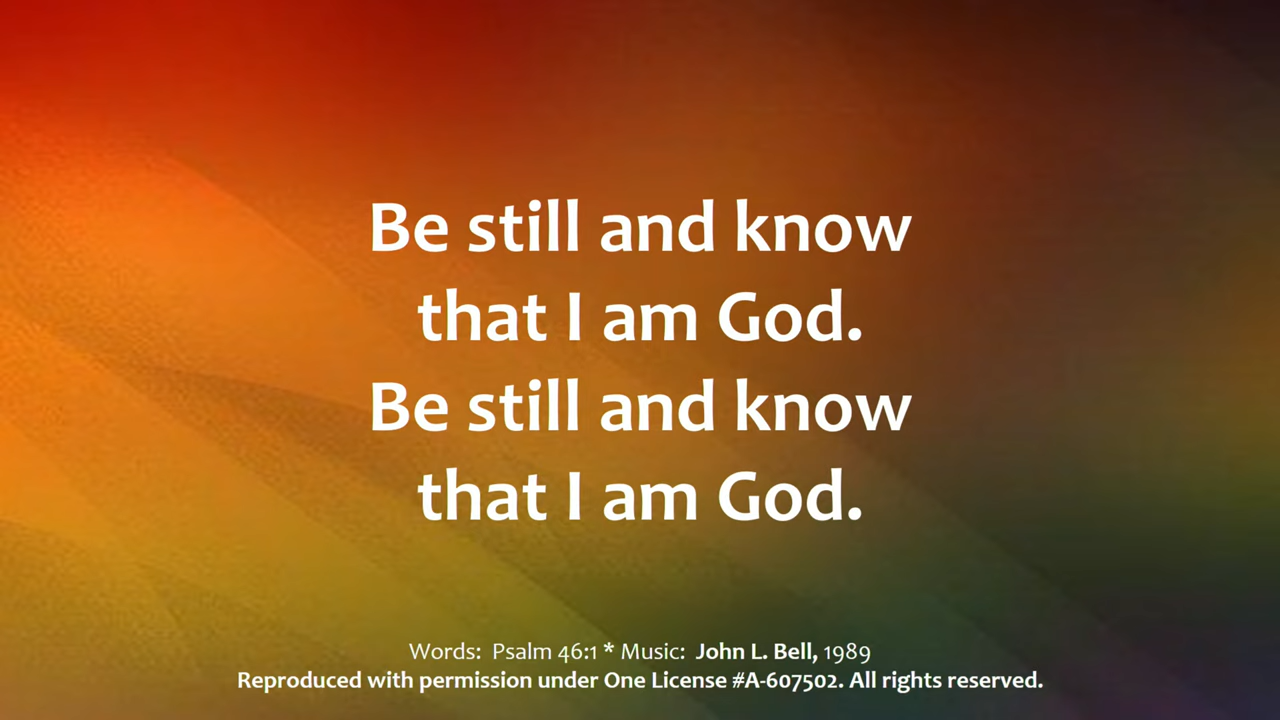 Be still and know
that I am God.
Be still and know
that I am God.
Words: Psalm 46:1 * Music: John L. Bell, 1989
Reproduced with permission under One License #A-607502. All rights reserved.